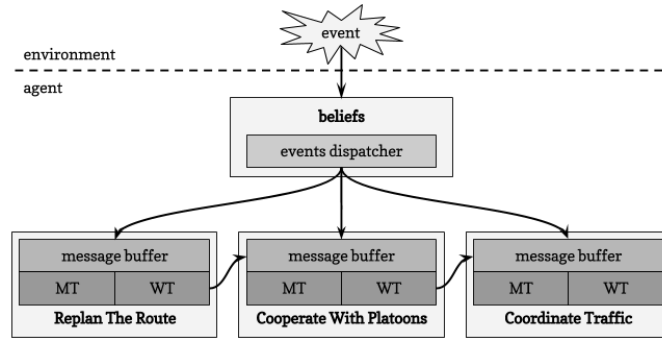 event
environment
agent
beliefs
events dispatcher
message buffer
MT WT
Replan The Route
message buffer
MT WT
Cooperate With Platoons
message buffer
MT WT
Coordinate Traffic